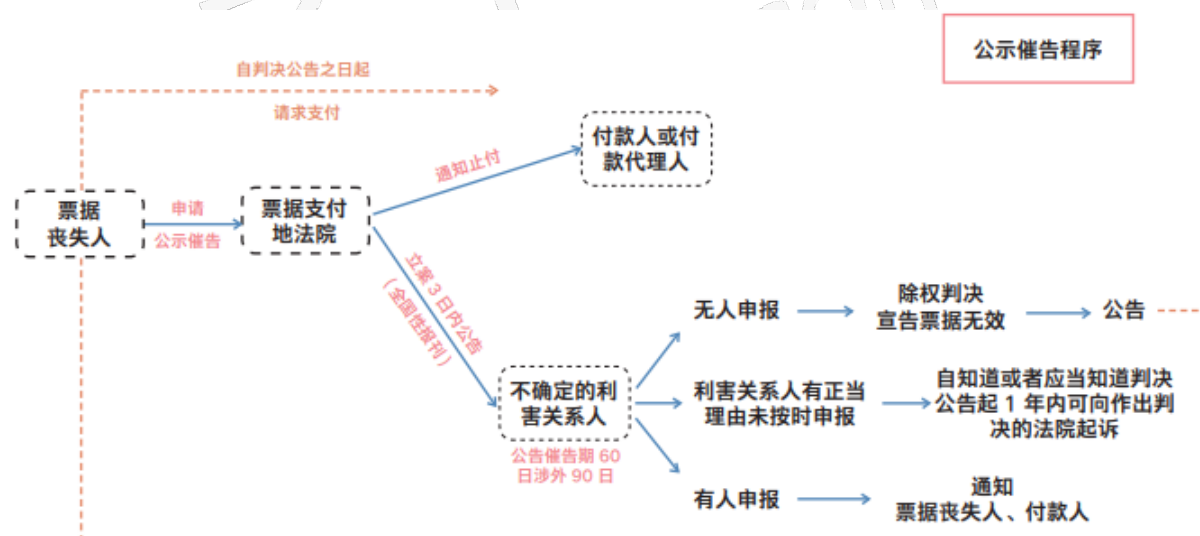 公示催告程序
自判决公告之日起
请求支付
付款人或付
款代理人
通知止付
票据
丧失人
申请
公示催告
票据支付
地法院
立案 3 日内公告
(全国性报刊)
不确定的利
害关系人
公告催告期 60
日涉外 90 日
无人申报
除权判决
宣告票据无效
公告
利害关系人有正当
理由未按时申报
自知道或者应当知道判决
公告起 1 年内可向作出判
决的法院起诉
有人申报
通知
票据丧失人、付款人